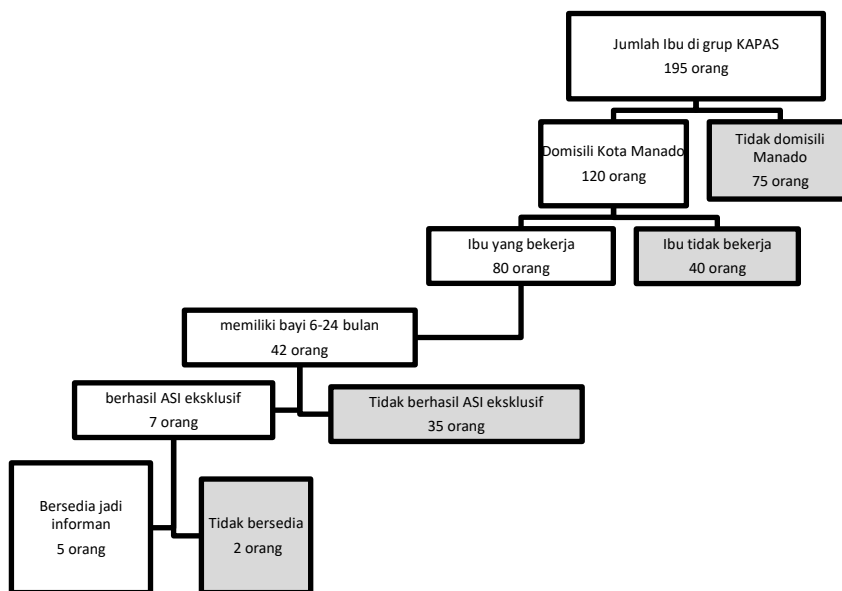 Jumlah Ibu di grup KAPAS
195 orang
Domisili Kota Manado
120 orang
Tidak domisili
Manado
75 orang
Ibu yang bekerja
80 orang
Ibu tidak bekerja
40 orang
memiliki bayi 6-24 bulan
42 orang
berhasil ASI eksklusif
7 orang
Tidak berhasil ASI eksklusif
35 orang
Bersedia jadi
informan
5 orang
Tidak bersedia
2 orang